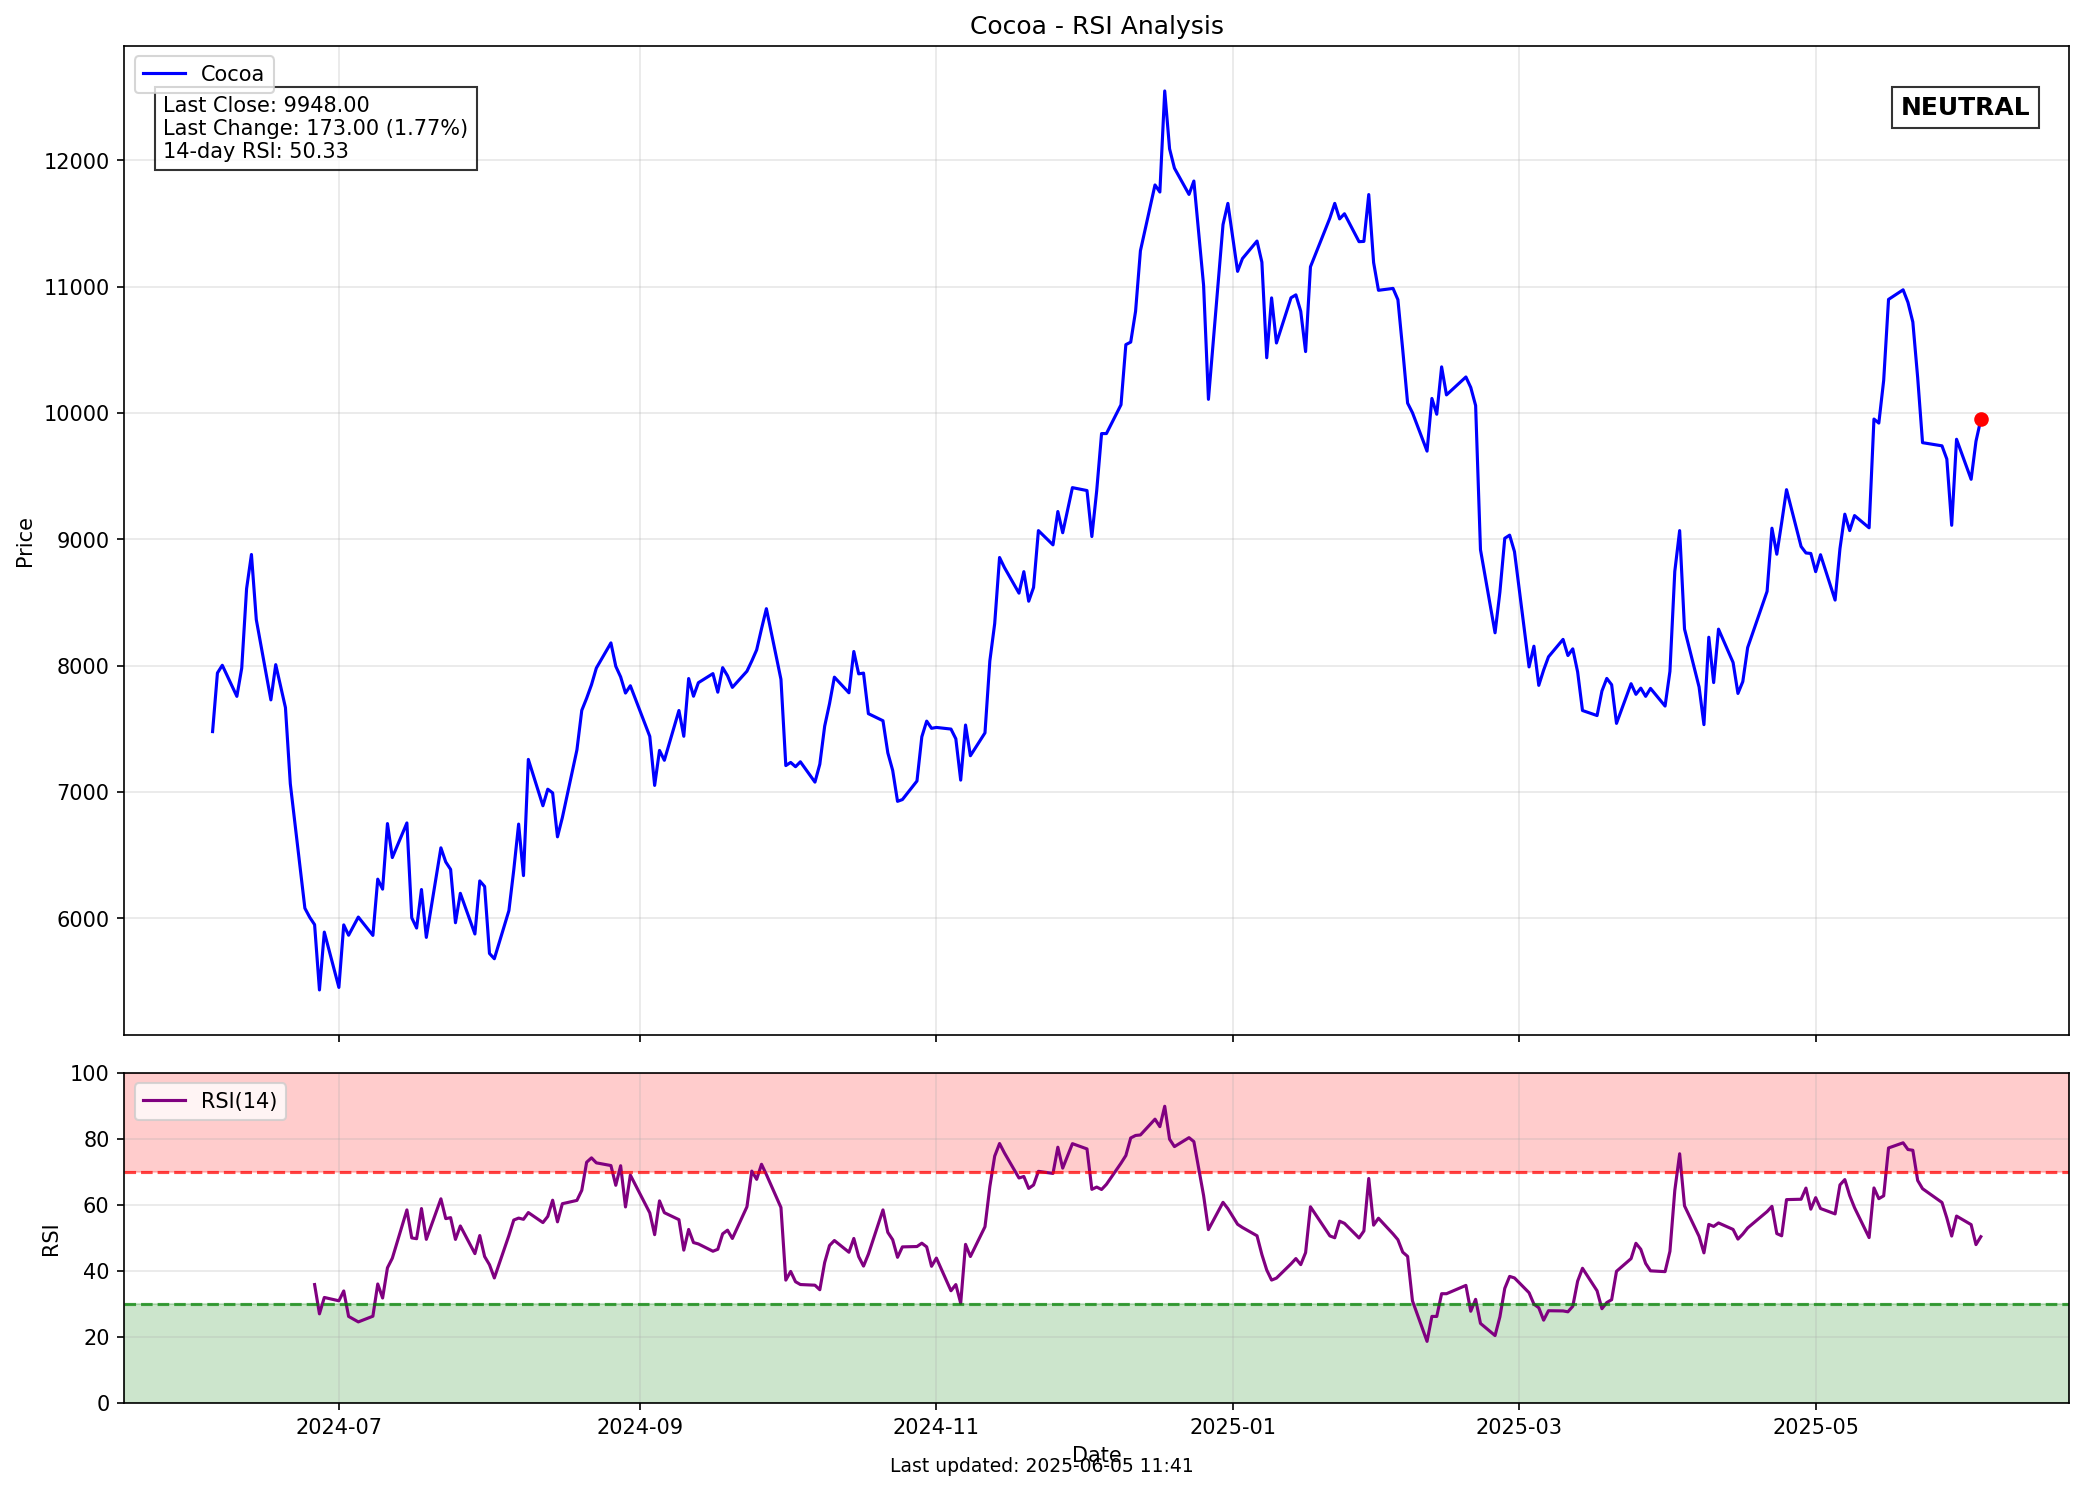 Cocoa - RSI Analysis
Cocoa
Last Close: 9948.00
Last Change: 173.00 (1.77%)
14-day RSI: 50.33
NEUTRAL
12000
11000
10000
9000
8000
7000
6000
Price
RSI(14)
100
80
60
40
20
0
RSI
2024-07
2024-09
2024-11
2025-01
2025-03
2025-05
Date
Last updated: 2025-06-05 11:41